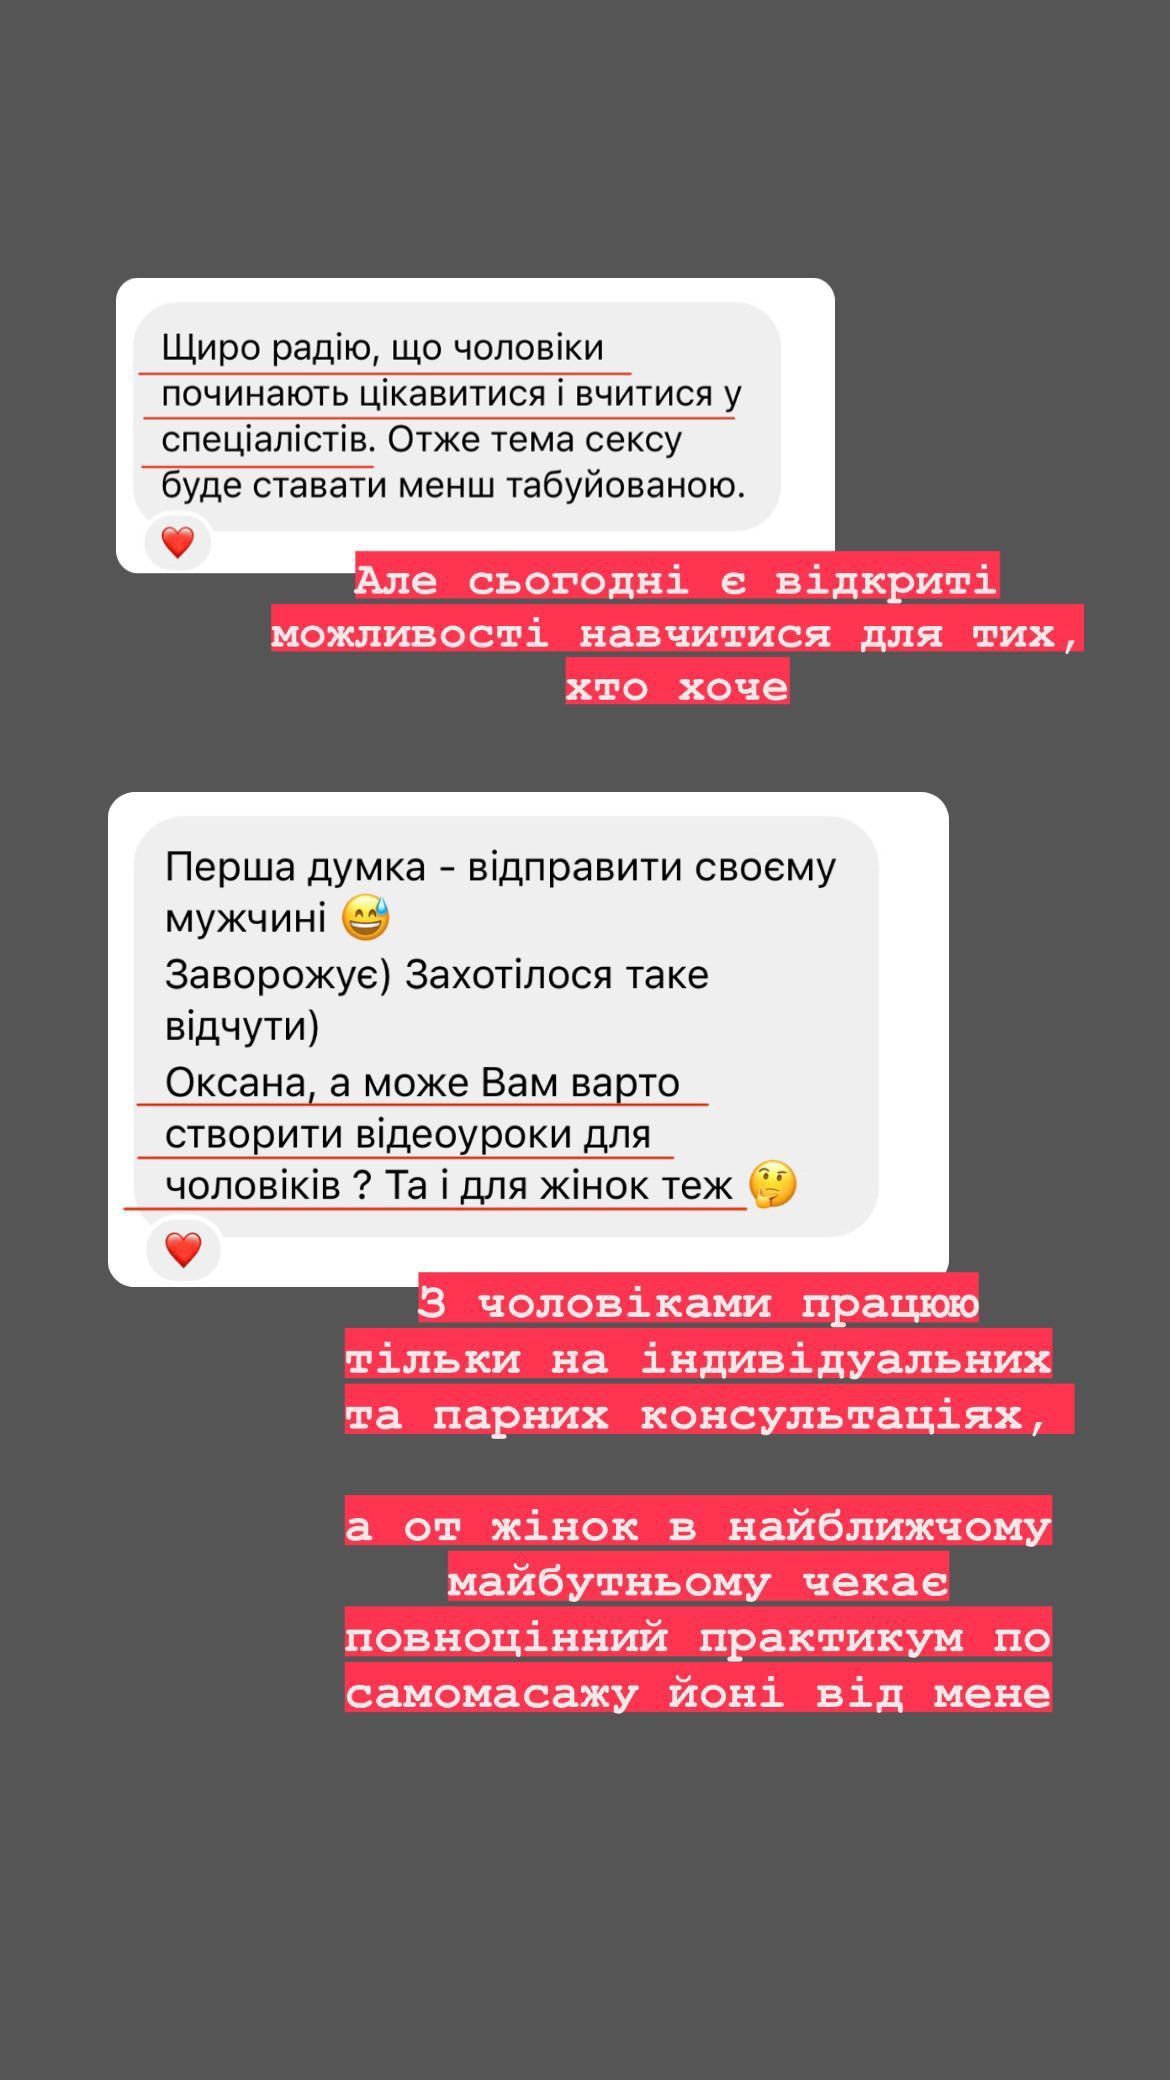 Щиро радію, що чоловіки
починають цікавитися і вчитися у
спеціалістів. Отже тема сексу
буде ставати менш табуйованою.
Але сьогодні є відкриті
можливості навчитися для тих,
хто хоче
Перша думка - відправити своєму
мужчині 😅
Заворожує) Захотілося таке
відчути)
Оксана, а може Вам варто
створити відеоуроки для
чоловіків ? Та і для жінок теж 🤔
З чоловіками працюю
тільки на індивідуальних
та парних консультаціях,
а от жінок в найближчому
майбутньому чекає
повноцінний практикум по
самомасажу йоні від мене